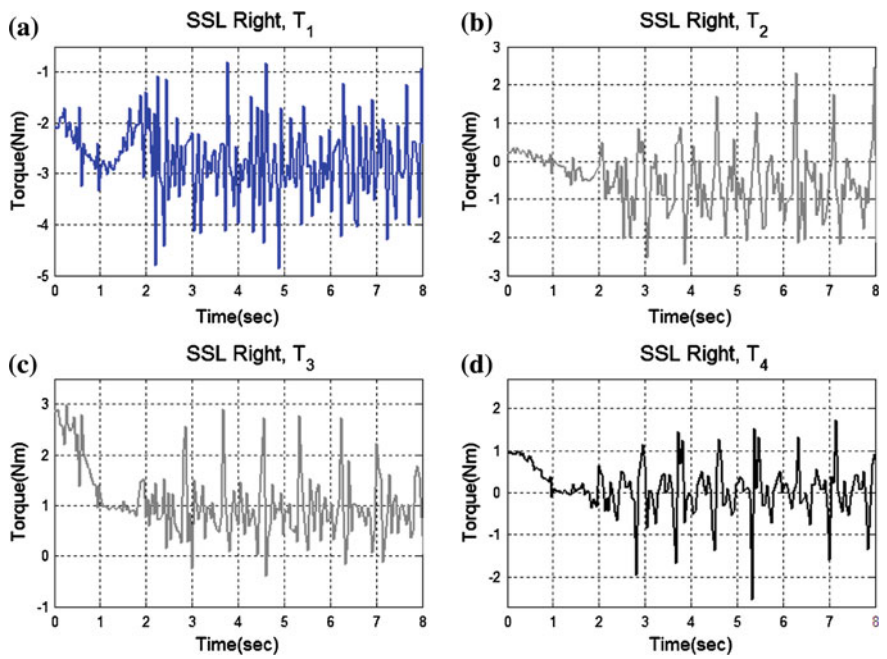 (a)
SSL Right, T1
Torque(Nm)
-1
-2
-3
-4
-5
0 1 2 3 4 5 6 7 8
Time(sec)
(b)
SSL Right, T2
Torque(Nm)
3
2
1
0
-1
-2
-3
0 1 2 3 4 5 6 7 8
Time(sec)
(c)
SSL Right, T3
Torque(Nm)
3
2
1
0
-1
0 1 2 3 4 5 6 7 8
Time(sec)
(d)
SSL Right, T4
Torque(Nm)
2
1
0
-1
-2
0 1 2 3 4 5 6 7 8
Time(sec)